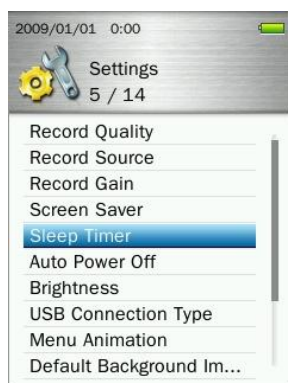 2009/01/01 0:00
Settings
5 / 14
Record Quality
Record Source
Record Gain
Screen Saver
Sleep Timer
Auto Power Off
Brightness
USB Connection Type
Menu Animation
Default Background Im...